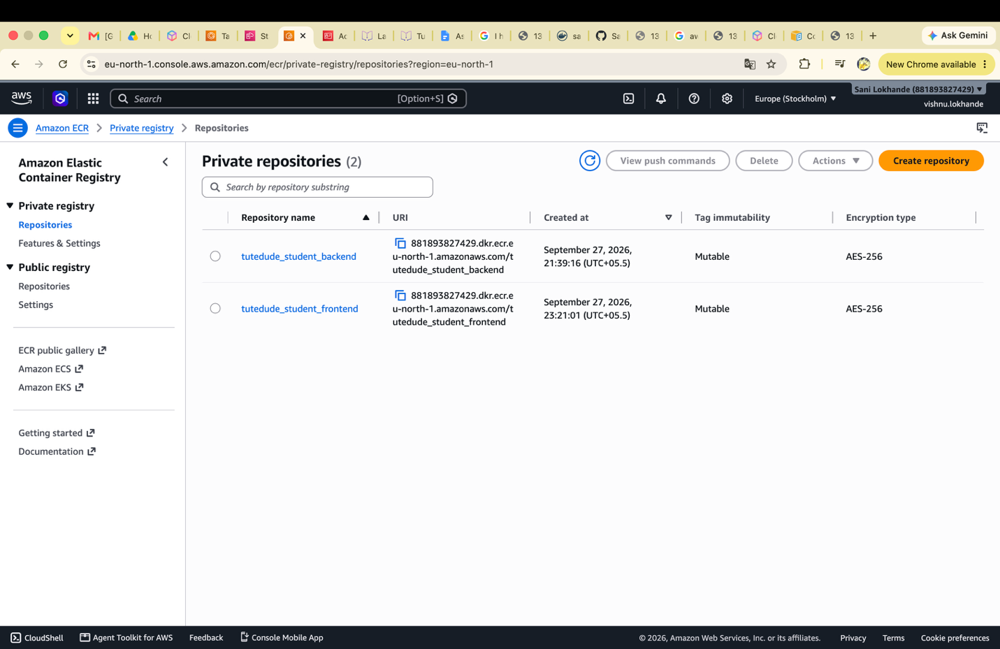 [G
Ho
Cl
Ta
St
Ac
La
Tu
As
I h
13
sa
Sa
13
av
13
Cl
Co
13
Ask Gemini
eu-north-1.console.aws.amazon.com/ecr/private-registry/repositories?region=eu-north-1
New Chrome available
aws
Search
[Option+S]
Europe (Stockholm)
Sani Lokhande (881893827429)
vishnu.lokhande
Amazon ECR
Private registry
Repositories
Amazon Elastic
Container Registry
Private registry
Repositories
Features & Settings
Public registry
Repositories
Settings
ECR public gallery
Amazon ECS
Amazon EKS
Getting started
Documentation
Private repositories (2)
View push commands
Delete
Actions
Create repository
Search by repository substring
Repository name
URI
Created at
Tag immutability
Encryption type
tutedude_student_backend
881893827429.dkr.ecr.e
u-north-1.amazonaws.com/t
utedude_student_backend
September 27, 2026,
21:39:16 (UTC+05.5)
Mutable
AES-256
tutedude_student_frontend
881893827429.dkr.ecr.e
u-north-1.amazonaws.com/t
utedude_student_frontend
September 27, 2026,
23:21:01 (UTC+05.5)
Mutable
AES-256
CloudShell
Agent Toolkit for AWS
Feedback
Console Mobile App
© 2026, Amazon Web Services, Inc. or its affiliates.
Privacy
Terms
Cookie preferences